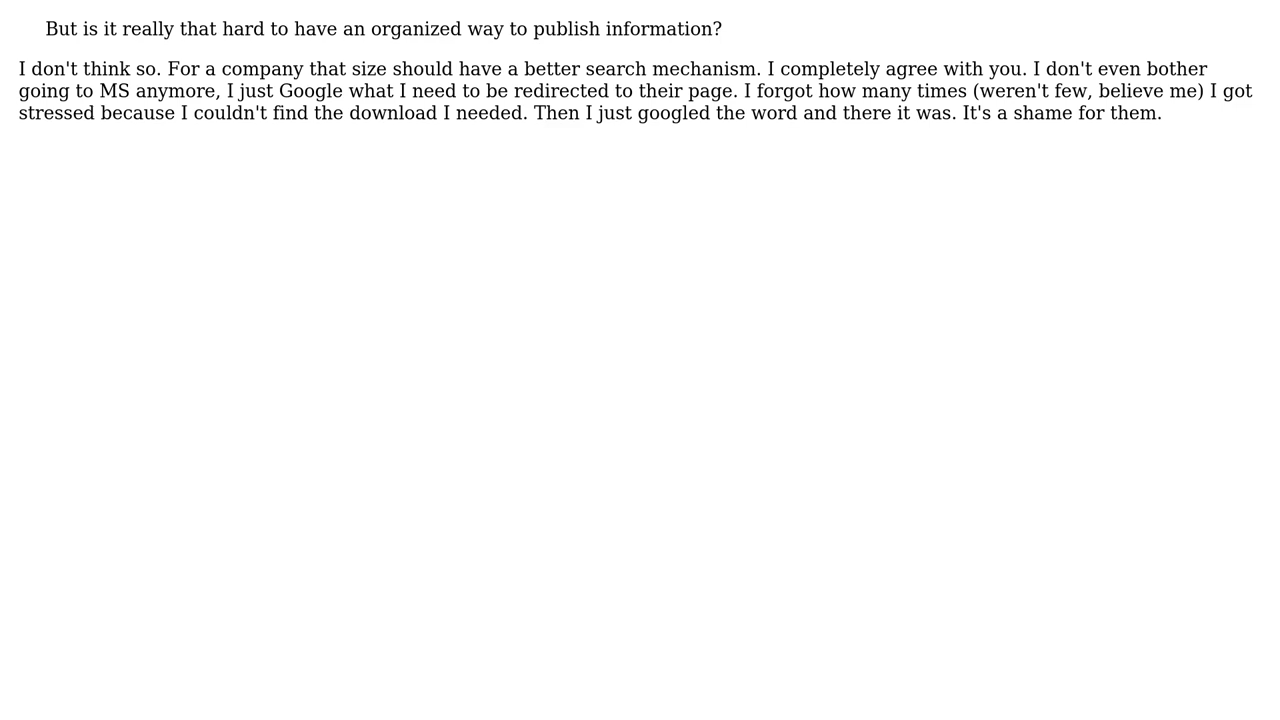 But is it really that hard to have an organized way to publish information?
I don't think so. For a company that size should have a better search mechanism. I completely agree with you. I don't even bother
going to MS anymore, I just Google what I need to be redirected to their page. I forgot how many times (weren't few, believe me) I got
stressed because I couldn't find the download I needed. Then I just googled the word and there it was. It's a shame for them.